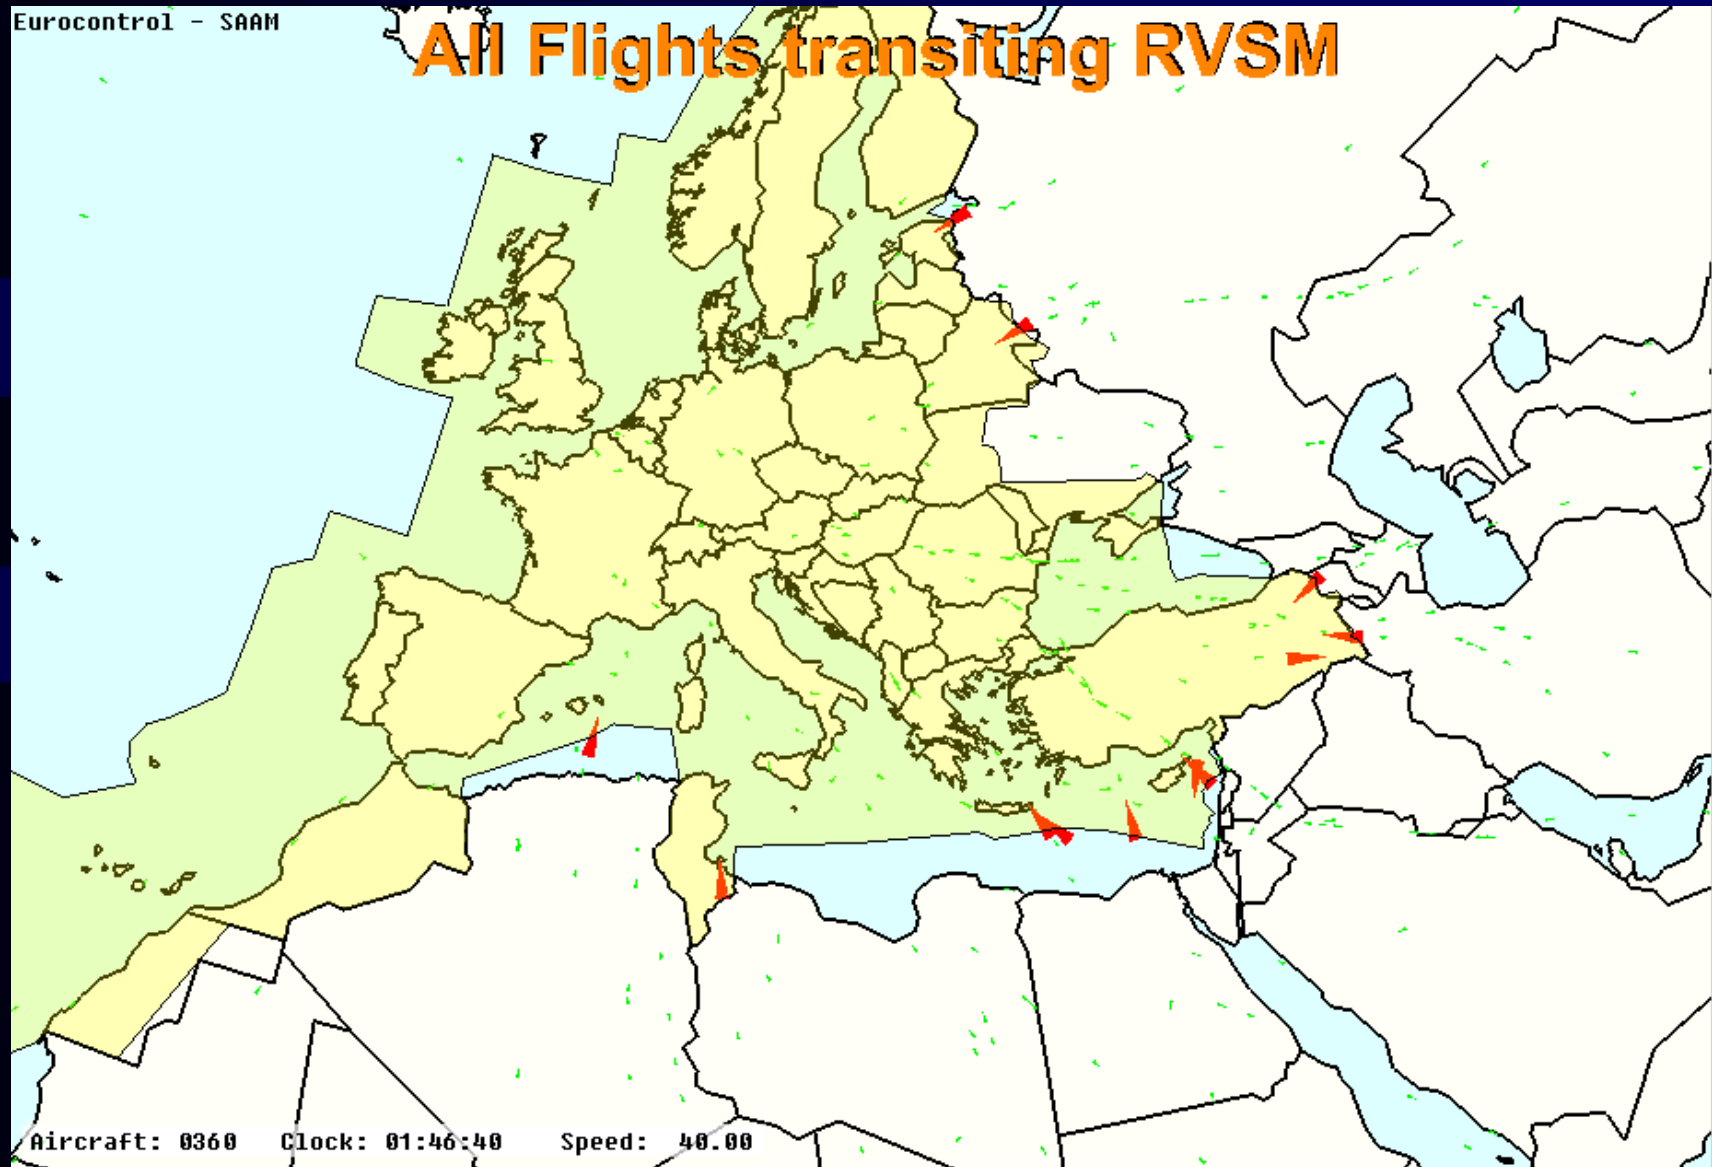 Eurocontrol - SAAM
All Flights transiting RVSM
Aircraft: 0360 Clock: 01:46:40 Speed: 40.00